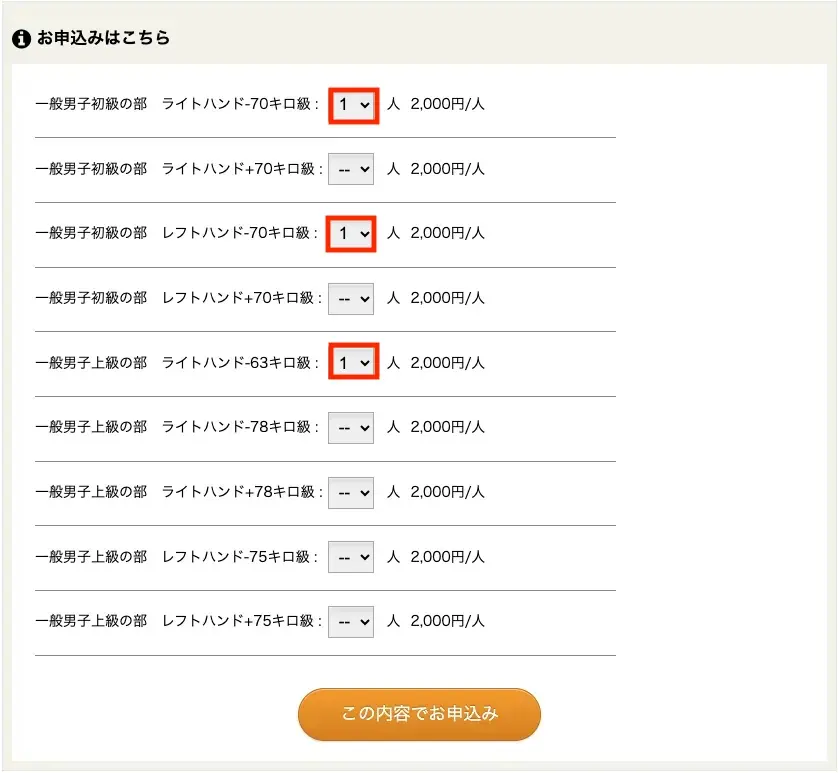 お申込みはこちら
一般男子初級の部　ライトハンド-70キロ級 : 1 人 2,000円/人
一般男子初級の部　ライトハンド+70キロ級 : -- 人 2,000円/人
一般男子初級の部　レフトハンド-70キロ級 : 1 人 2,000円/人
一般男子初級の部　レフトハンド+70キロ級 : -- 人 2,000円/人
一般男子上級の部　ライトハンド-63キロ級 : 1 人 2,000円/人
一般男子上級の部　ライトハンド-78キロ級 : -- 人 2,000円/人
一般男子上級の部　ライトハンド+78キロ級 : -- 人 2,000円/人
一般男子上級の部　レフトハンド-75キロ級 : -- 人 2,000円/人
一般男子上級の部　レフトハンド+75キロ級 : -- 人 2,000円/人
この内容でお申込み